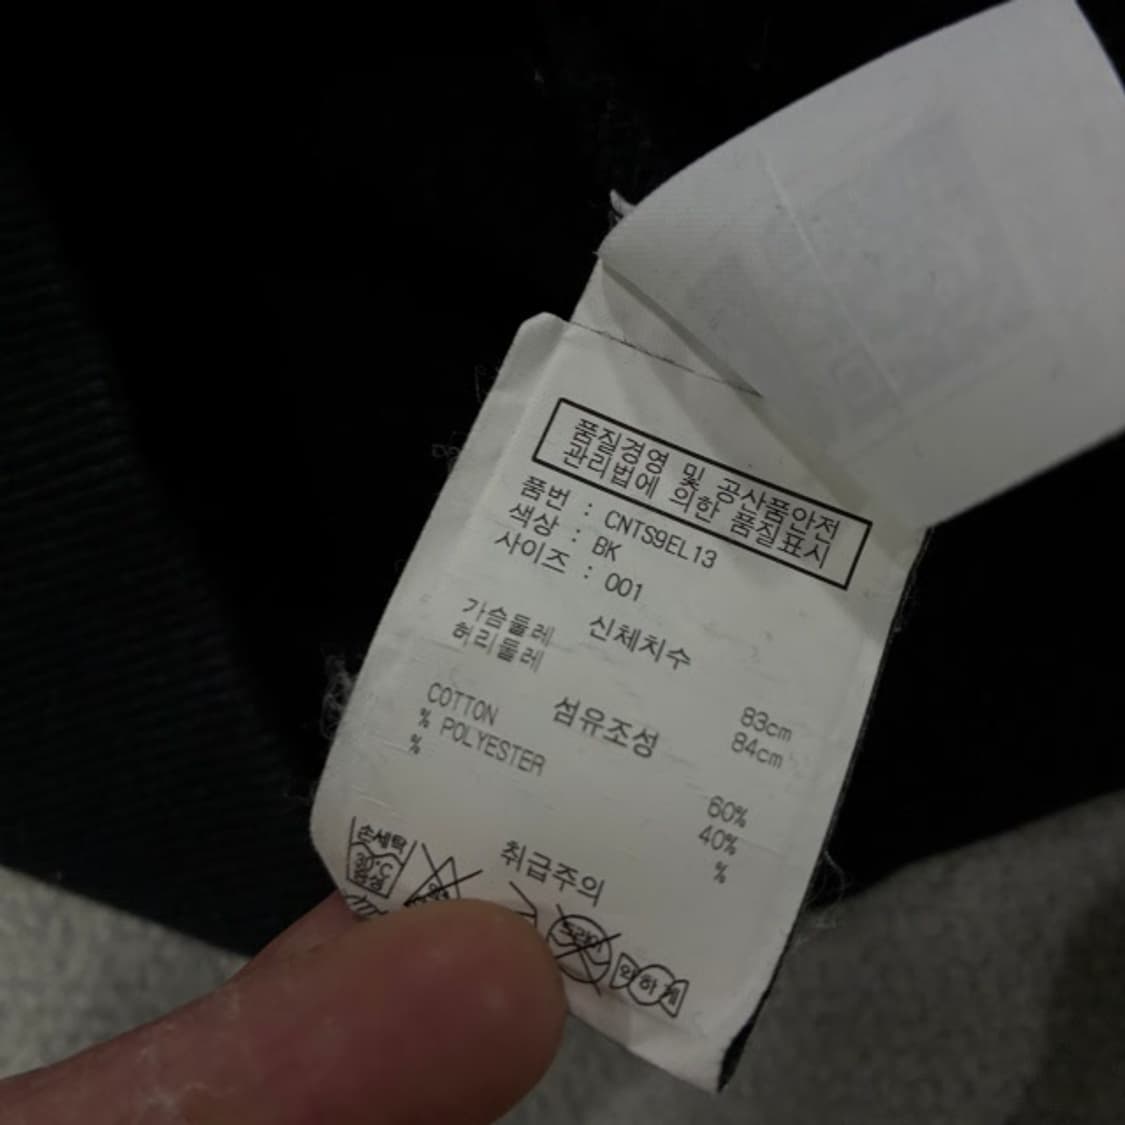 품질경영 및 공산품안전
관리법에 의한 품질표시
품번 : CNTS9EL13
색상 : BK
사이즈 : 001
신체치수
가슴둘레 83cm
허리둘레 84cm
섬유조성
COTTON 60%
% POLYESTER 40%
% %
취급주의
손세탁
30℃
중성
드라이
약하게